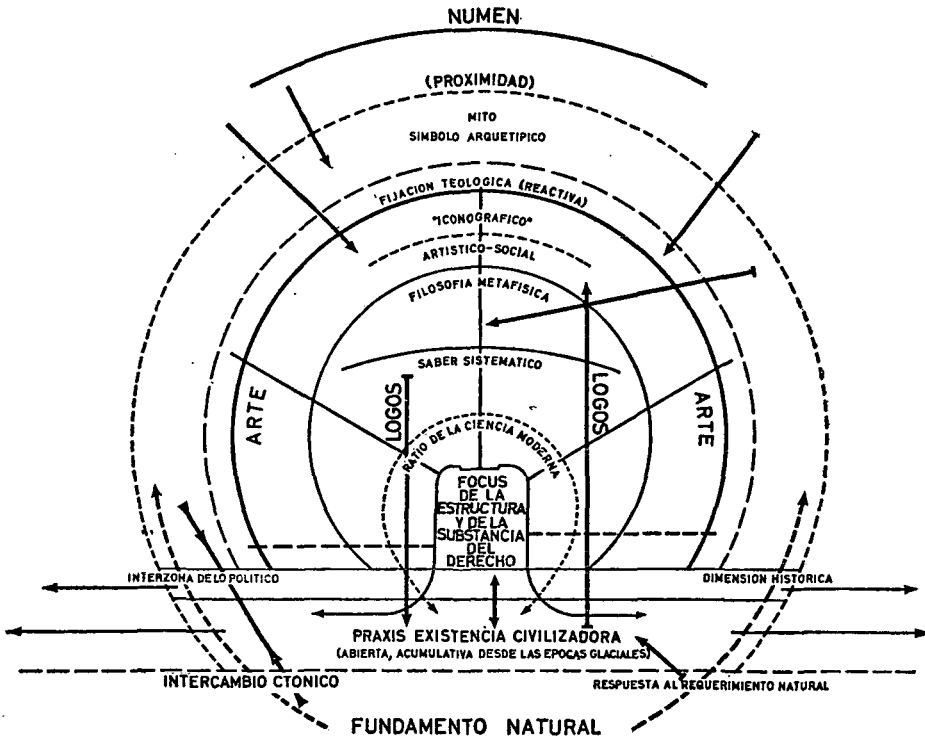 NUMEN
(PROXIMIDAD)
MITO
SIMBOLO ARQUETIPICO
FIJACION TEOLOGICA (REACTIVA)
"ICONOGRAFICO"
ARTISTICO-SOCIAL
FILOSOFIA METAFISICA
SABER SISTEMATICO
ARTE
LOGOS
LOGOS
ARTE
RATIO DE LA CIENCIA MODERNA
FOCUS
DE LA
ESTRUCTURA
Y DE LA
SUBSTANCIA
DEL
DERECHO
INTERZONA DE LO POLITICO
DIMENSION HISTORICA
PRAXIS EXISTENCIA CIVILIZADORA
(ABIERTA, ACUMULATIVA DESDE LAS EPOCAS GLACIALES)
INTERCAMBIO CTONICO
RESPUESTA AL REQUERIMIENTO NATURAL
FUNDAMENTO NATURAL